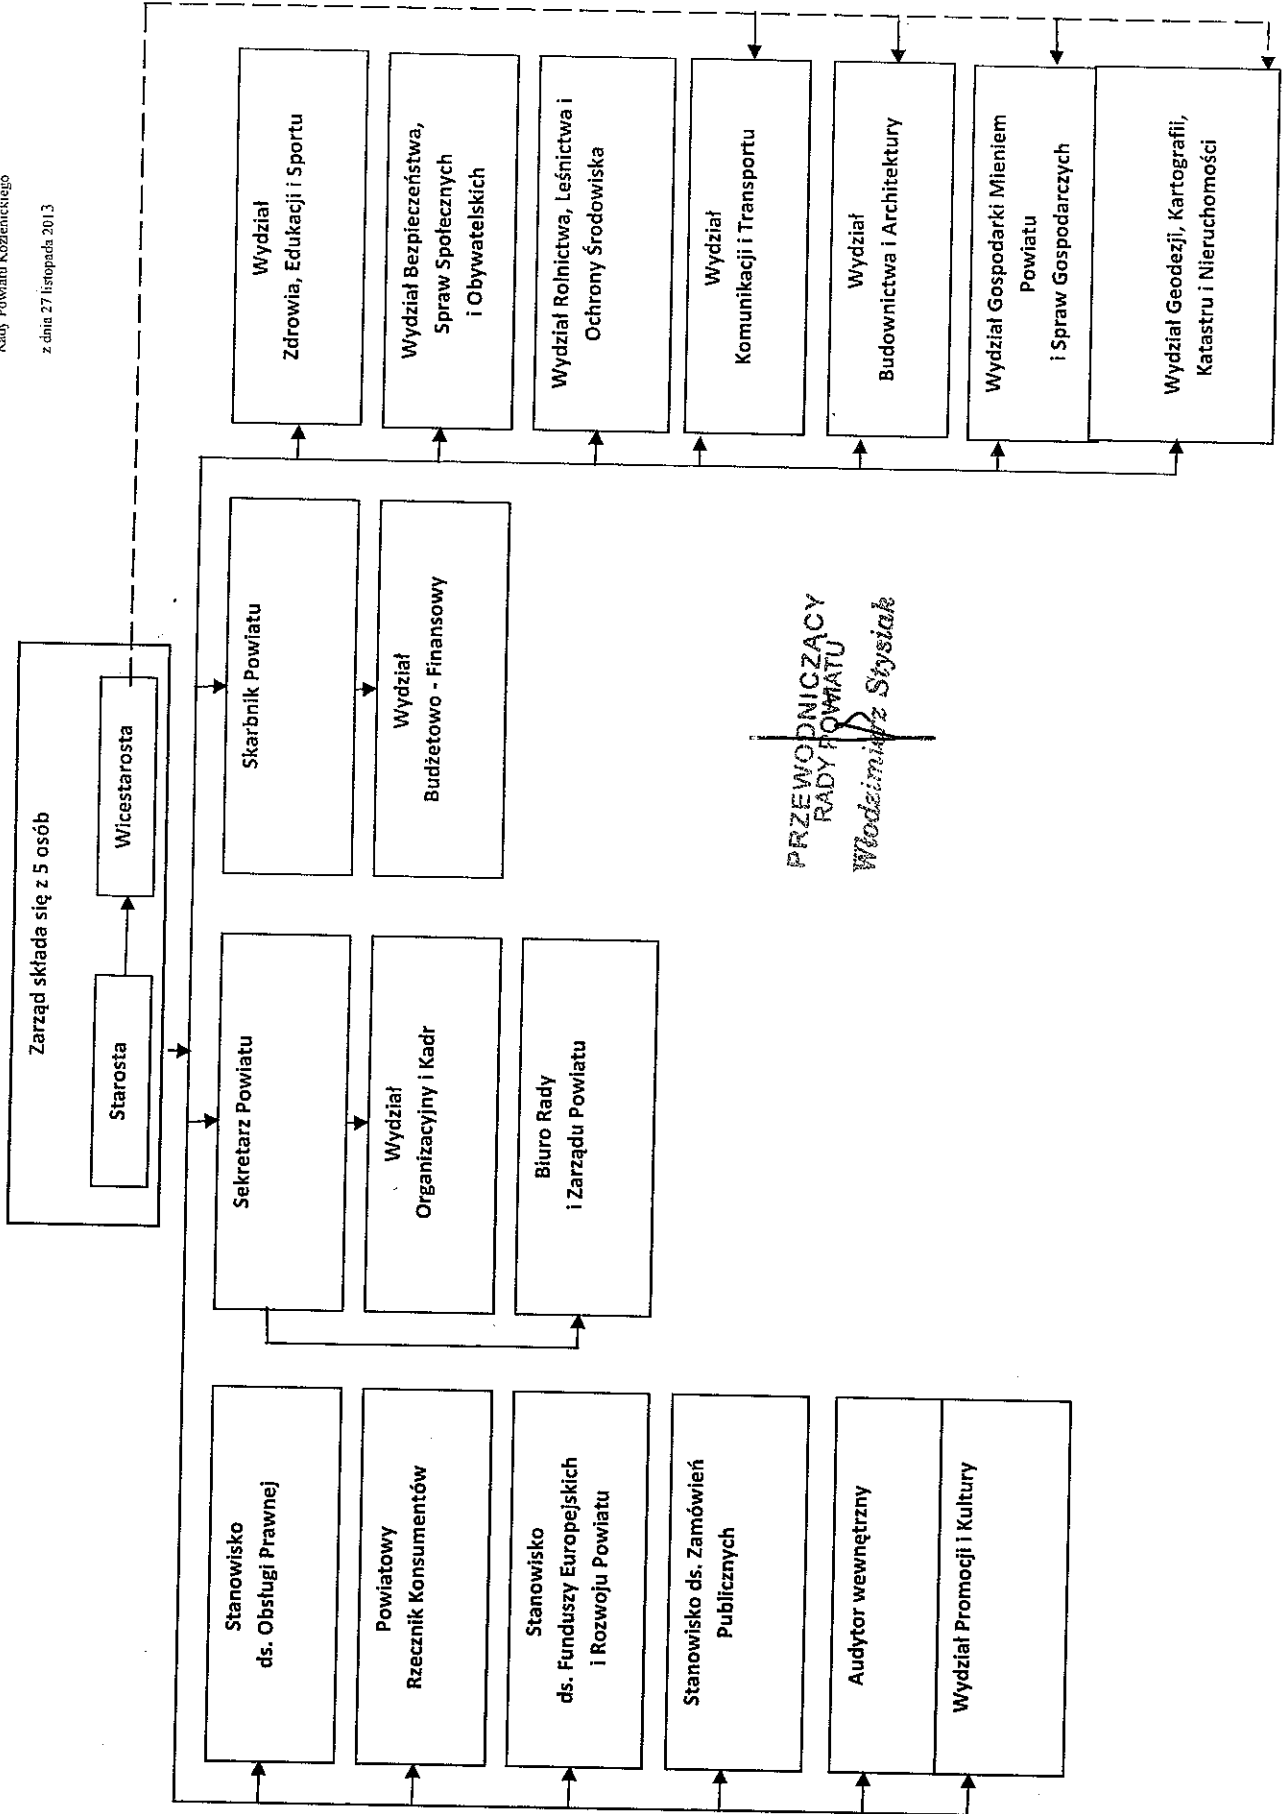 Rady Powiatu Kozienickiego
z dnia 27 listopada 2013
Zarząd składa się z 5 osób
Starosta
Wicestarosta
Stanowisko
ds. Obsługi Prawnej
Powiatowy
Rzecznik Konsumentów
Stanowisko
ds. Funduszy Europejskich
i Rozwoju Powiatu
Stanowisko ds. Zamówień
Publicznych
Audytor wewnętrzny
Wydział Promocji i Kultury
Sekretarz Powiatu
Wydział
Organizacyjny i Kadr
Biuro Rady
i Zarządu Powiatu
Skarbnik Powiatu
Wydział
Budżetowo - Finansowy
Wydział
Zdrowia, Edukacji i Sportu
Wydział Bezpieczeństwa,
Spraw Społecznych
i Obywatelskich
Wydział Rolnictwa, Leśnictwa i
Ochrony Środowiska
Wydział
Komunikacji i Transportu
Wydział
Budownictwa i Architektury
Wydział Gospodarki Mieniem
Powiatu
i Spraw Gospodarczych
Wydział Geodezji, Kartografii,
Katastru i Nieruchomości
PRZEWODNICZĄCY
RADY POWIATU
Włodzimierz Stysiak